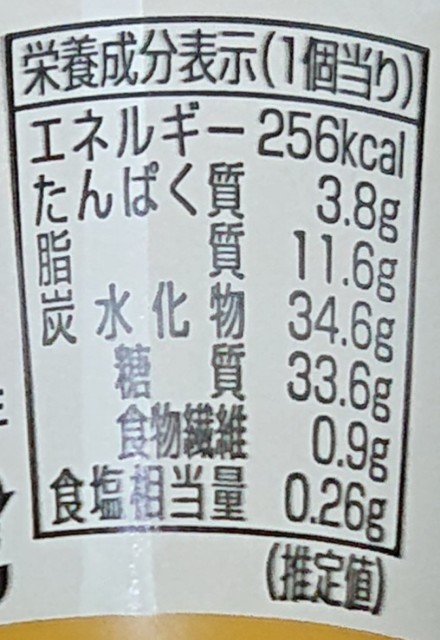 栄養成分表示(1個当り)
エネルギー 256kcal
たんぱく質 3.8g
脂質 11.6g
炭水化物 34.6g
糖質 33.6g
食物繊維 0.9g
食塩相当量 0.26g
(推定値)